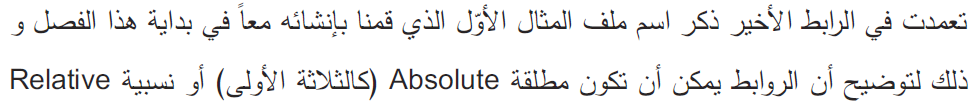 تعمدت في الرابط الأخير ذكر اسم ملف المثال الأوّل الذي قمنا بإنشائه معاً في بداية هذا الفصل و
ذلك لتوضيح أن الروابط يمكن أن تكون مطلقة Absolute (كالثلاثة الأولى) أو نسبية Relative